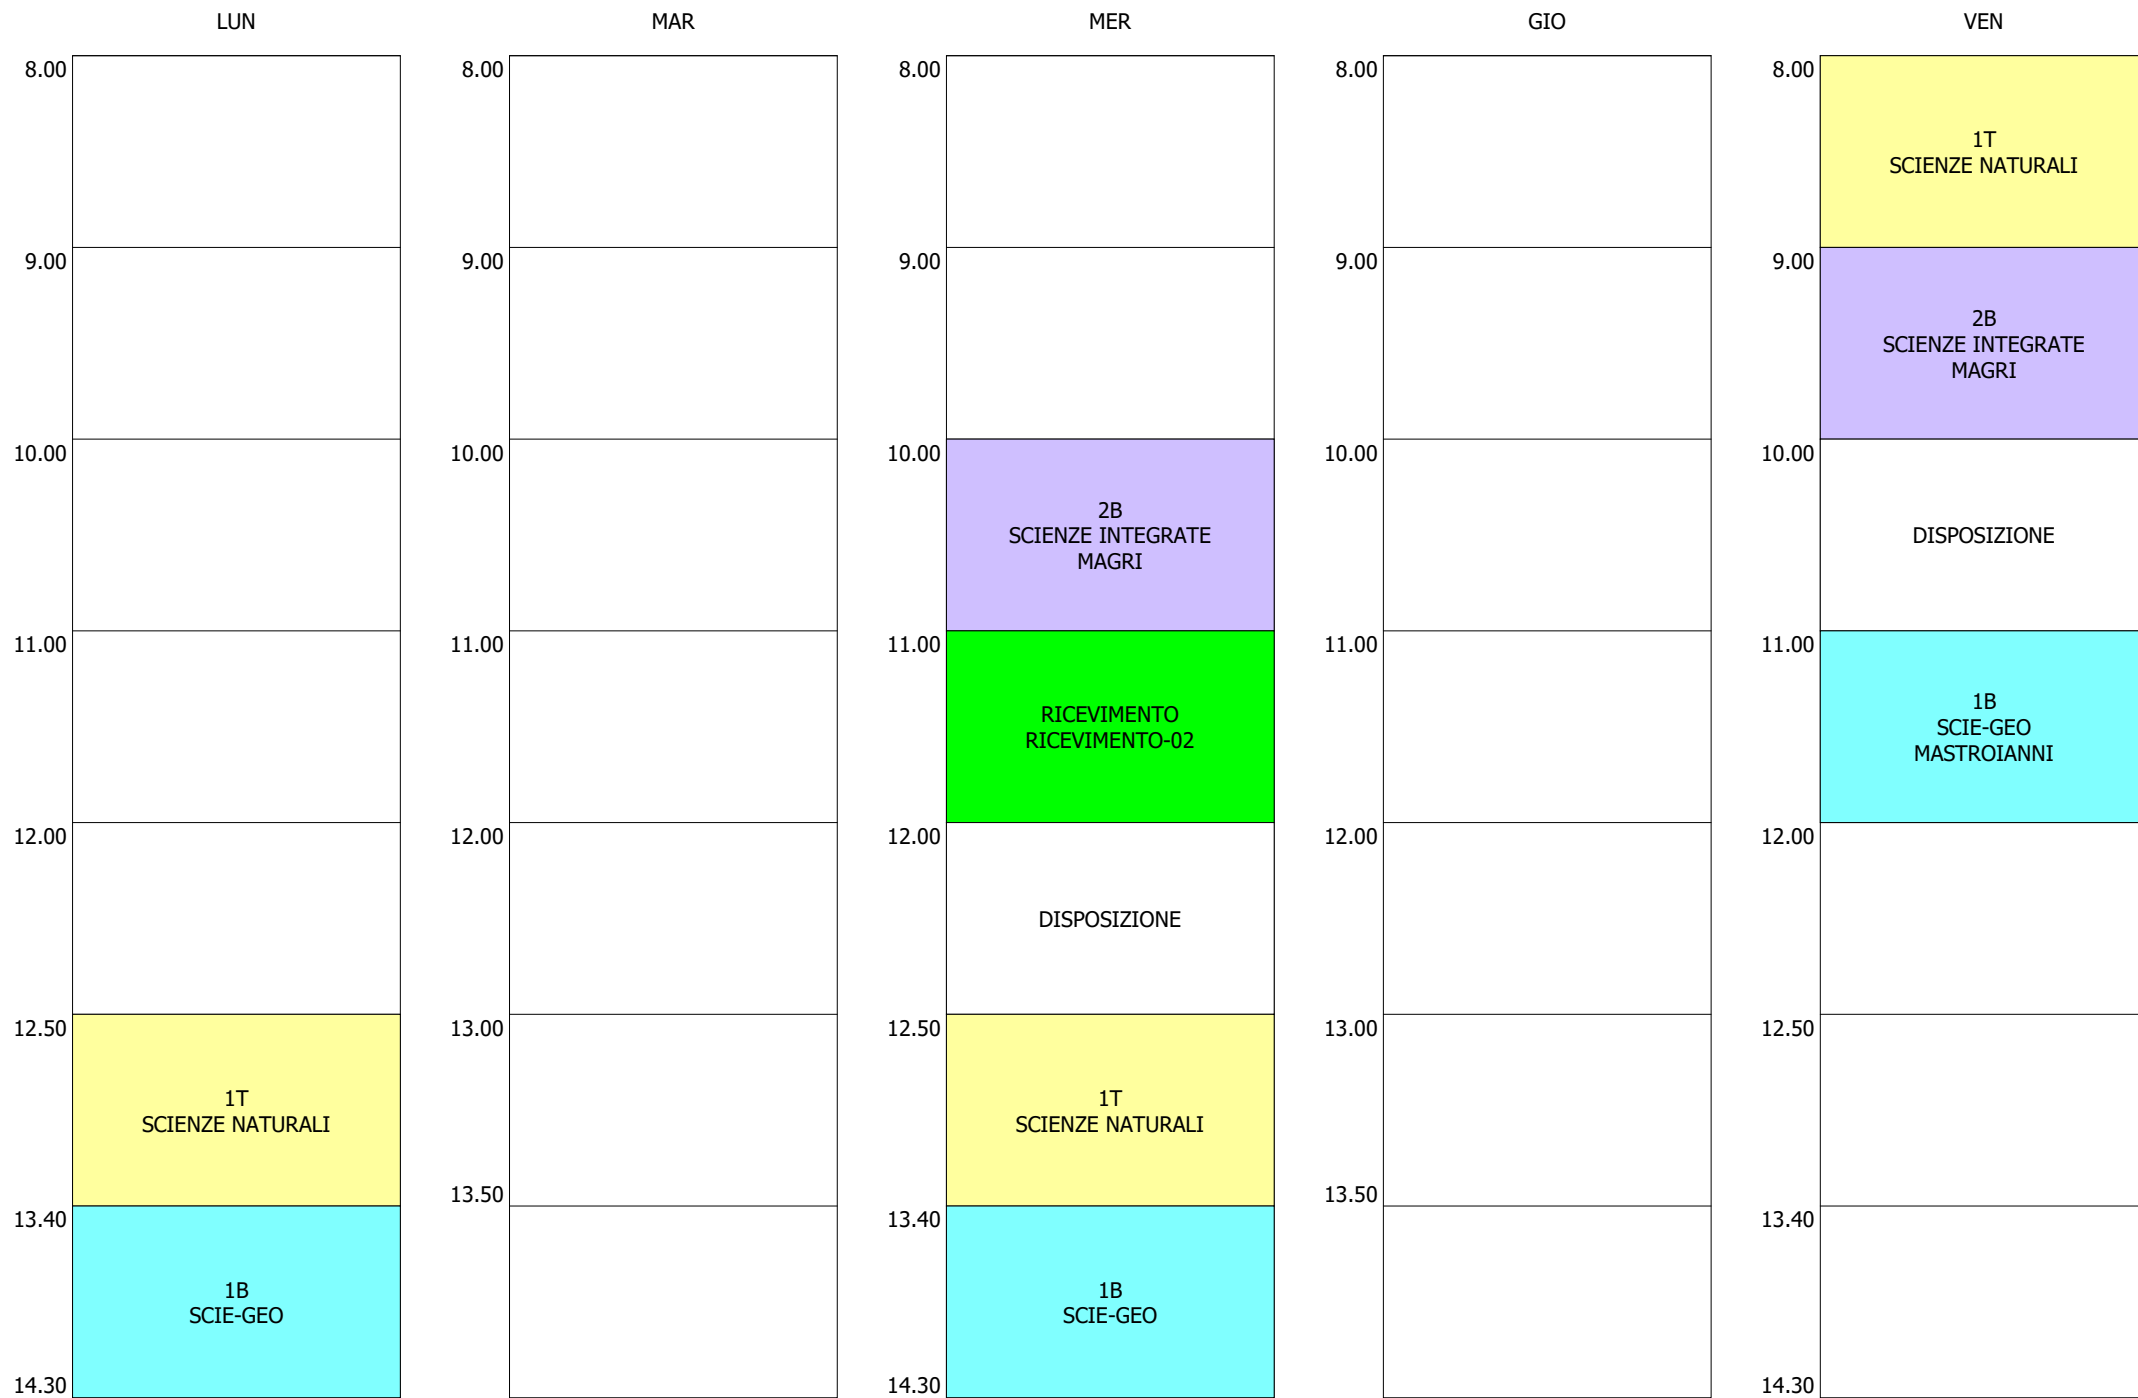 LUN
8.00
9.00
10.00
11.00
12.00
12.50
1T
SCIENZE NATURALI
13.40
1B
SCIE-GEO
14.30
MAR
8.00
9.00
10.00
11.00
12.00
13.00
13.50
MER
8.00
9.00
10.00
2B
SCIENZE INTEGRATE
MAGRI
11.00
RICEVIMENTO
RICEVIMENTO-02
12.00
DISPOSIZIONE
12.50
1T
SCIENZE NATURALI
13.40
1B
SCIE-GEO
14.30
GIO
8.00
9.00
10.00
11.00
12.00
13.00
13.50
VEN
8.00
1T
SCIENZE NATURALI
9.00
2B
SCIENZE INTEGRATE
MAGRI
10.00
DISPOSIZIONE
11.00
1B
SCIE-GEO
MASTROIANNI
12.00
12.50
13.40
14.30